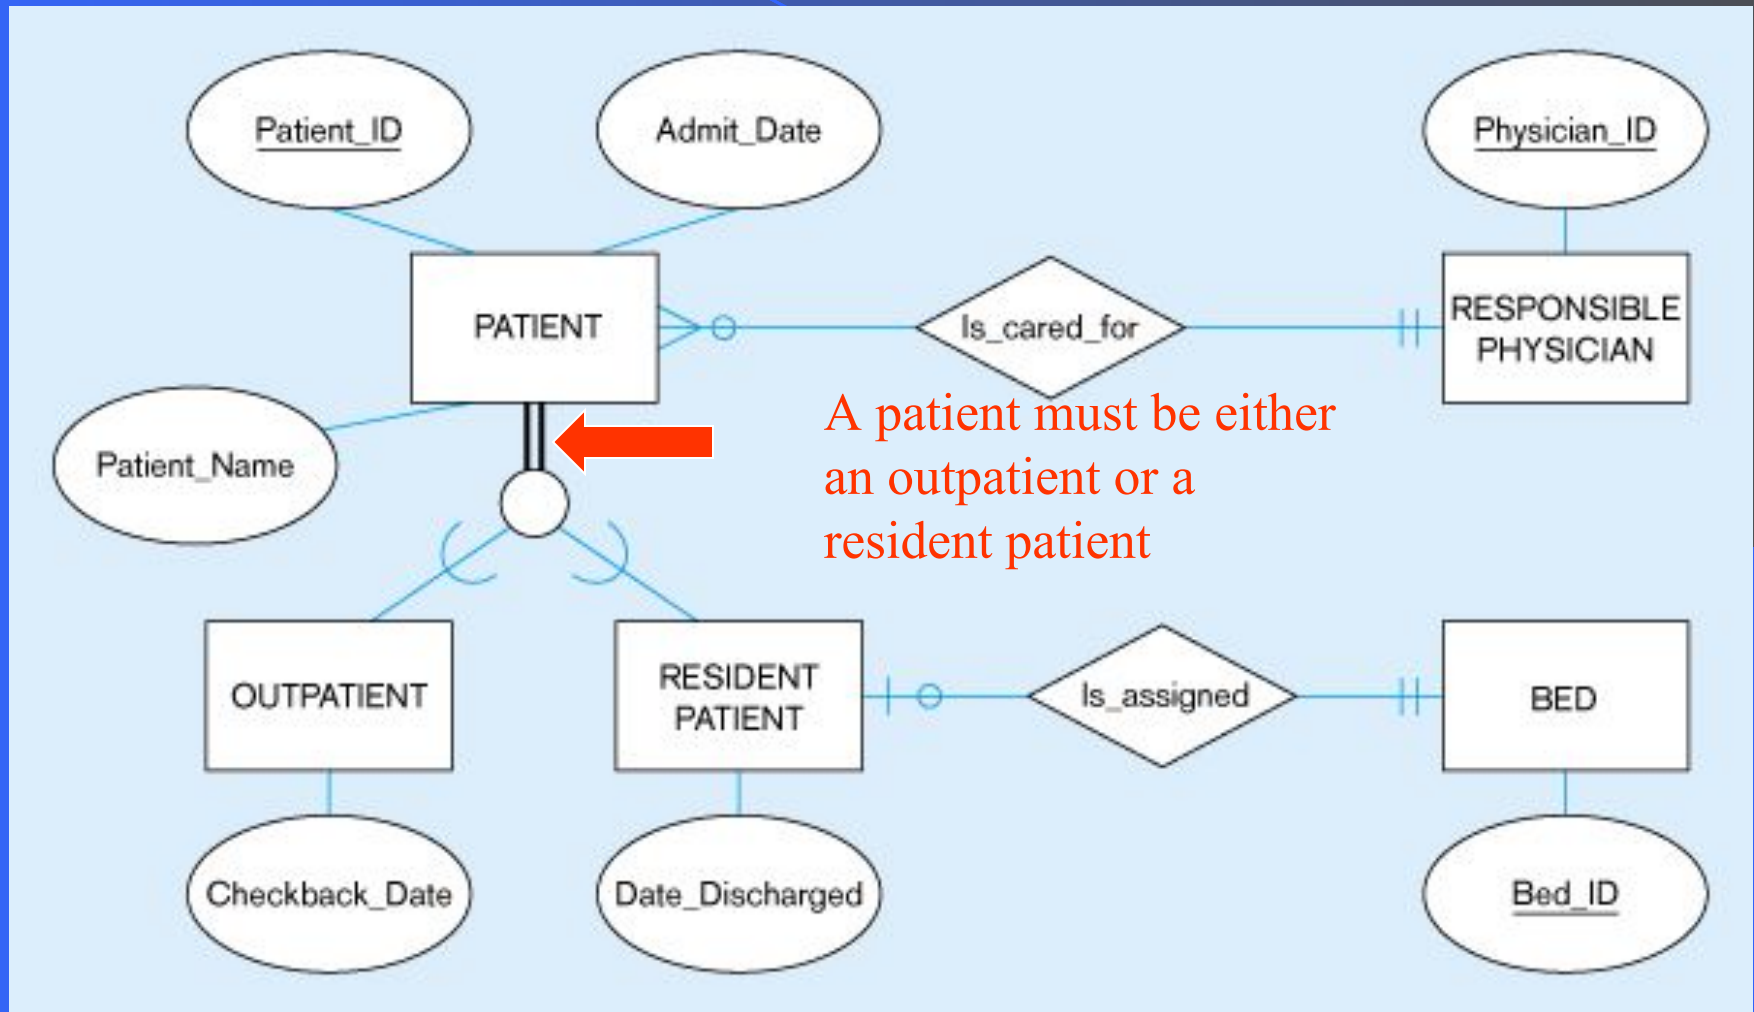 Patient_ID
Admit_Date
Physician_ID
PATIENT
Is_cared_for
RESPONSIBLE
PHYSICIAN
A patient must be either
an outpatient or a
resident patient
Patient_Name
OUTPATIENT
RESIDENT
PATIENT
Is_assigned
BED
Checkback_Date
Date_Discharged
Bed_ID